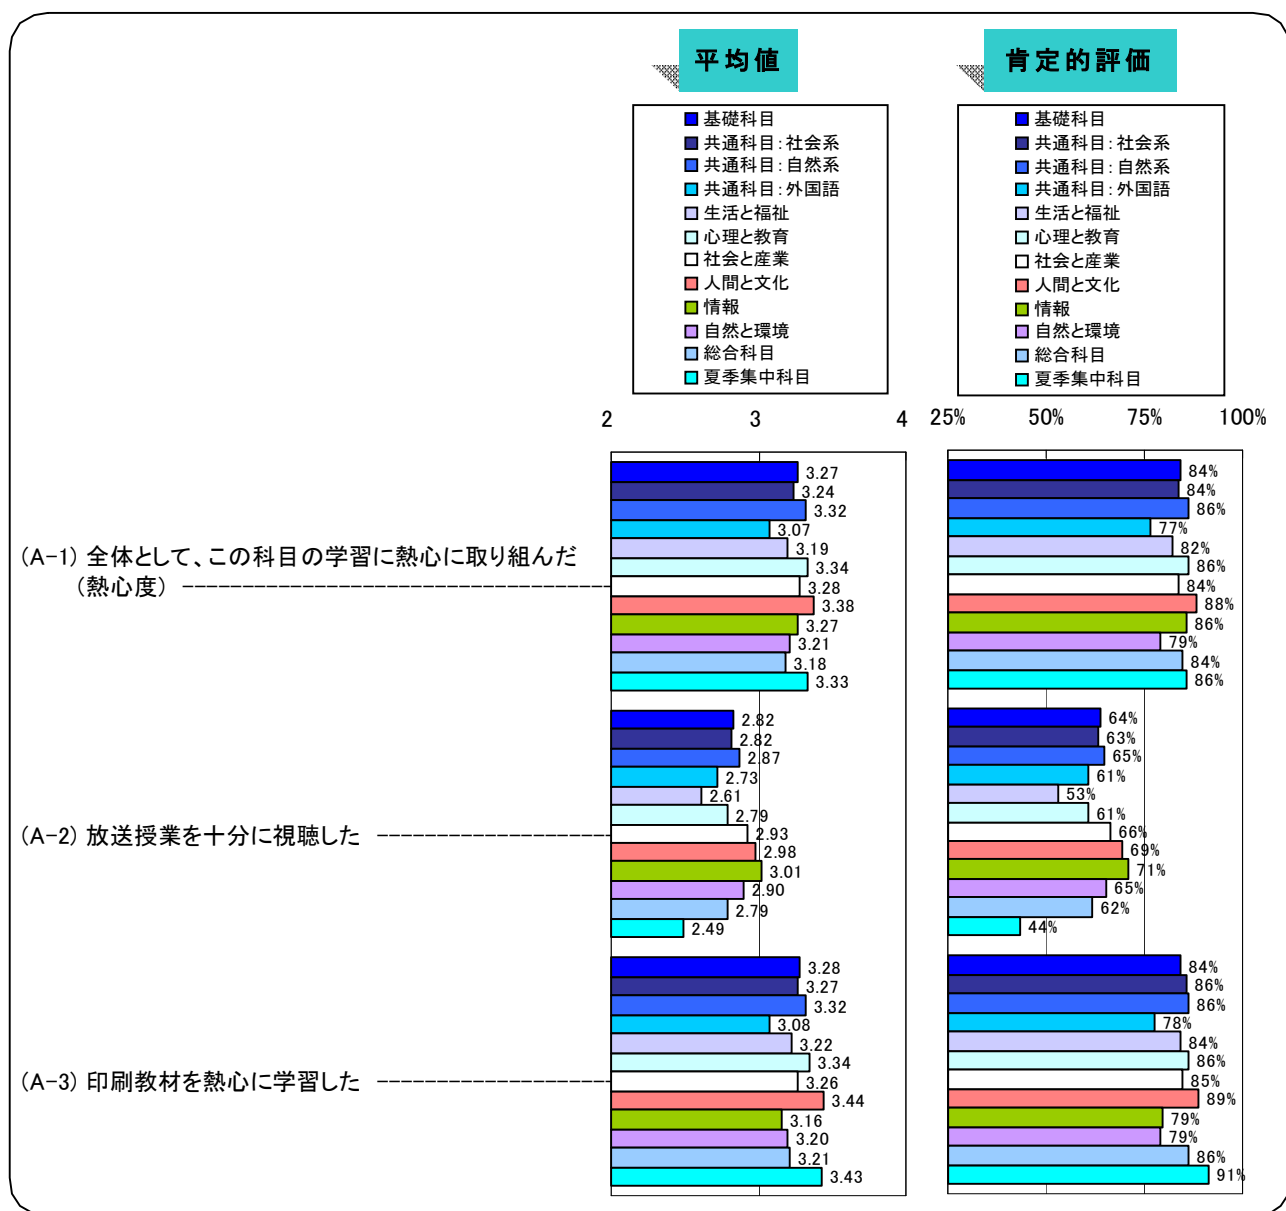 平均値
肯定的評価
基礎科目
共通科目:社会系
共通科目:自然系
共通科目:外国語
生活と福祉
心理と教育
社会と産業
人間と文化
情報
自然と環境
総合科目
夏季集中科目
基礎科目
共通科目:社会系
共通科目:自然系
共通科目:外国語
生活と福祉
心理と教育
社会と産業
人間と文化
情報
自然と環境
総合科目
夏季集中科目
2 3 4
25% 50% 75% 100%
(A-1) 全体として、この科目の学習に熱心に取り組んだ
(熱心度)
3.27
3.24
3.32
3.07
3.19
3.34
3.28
3.38
3.27
3.21
3.18
3.33
84%
84%
86%
77%
82%
86%
84%
88%
86%
79%
84%
86%
(A-2) 放送授業を十分に視聴した
2.82
2.82
2.87
2.73
2.61
2.79
2.93
2.98
3.01
2.90
2.79
2.49
64%
63%
65%
61%
53%
61%
66%
69%
71%
65%
62%
44%
(A-3) 印刷教材を熱心に学習した
3.28
3.27
3.32
3.08
3.22
3.34
3.26
3.44
3.16
3.20
3.21
3.43
84%
86%
86%
78%
84%
86%
85%
89%
79%
79%
86%
91%